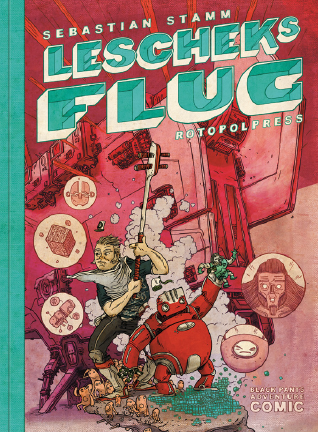 SEBASTIAN STAMM
LESCHEKS
FLUG
ROTOPOLPRESS
BLACK PANTS
ADVENTURE
COMIC